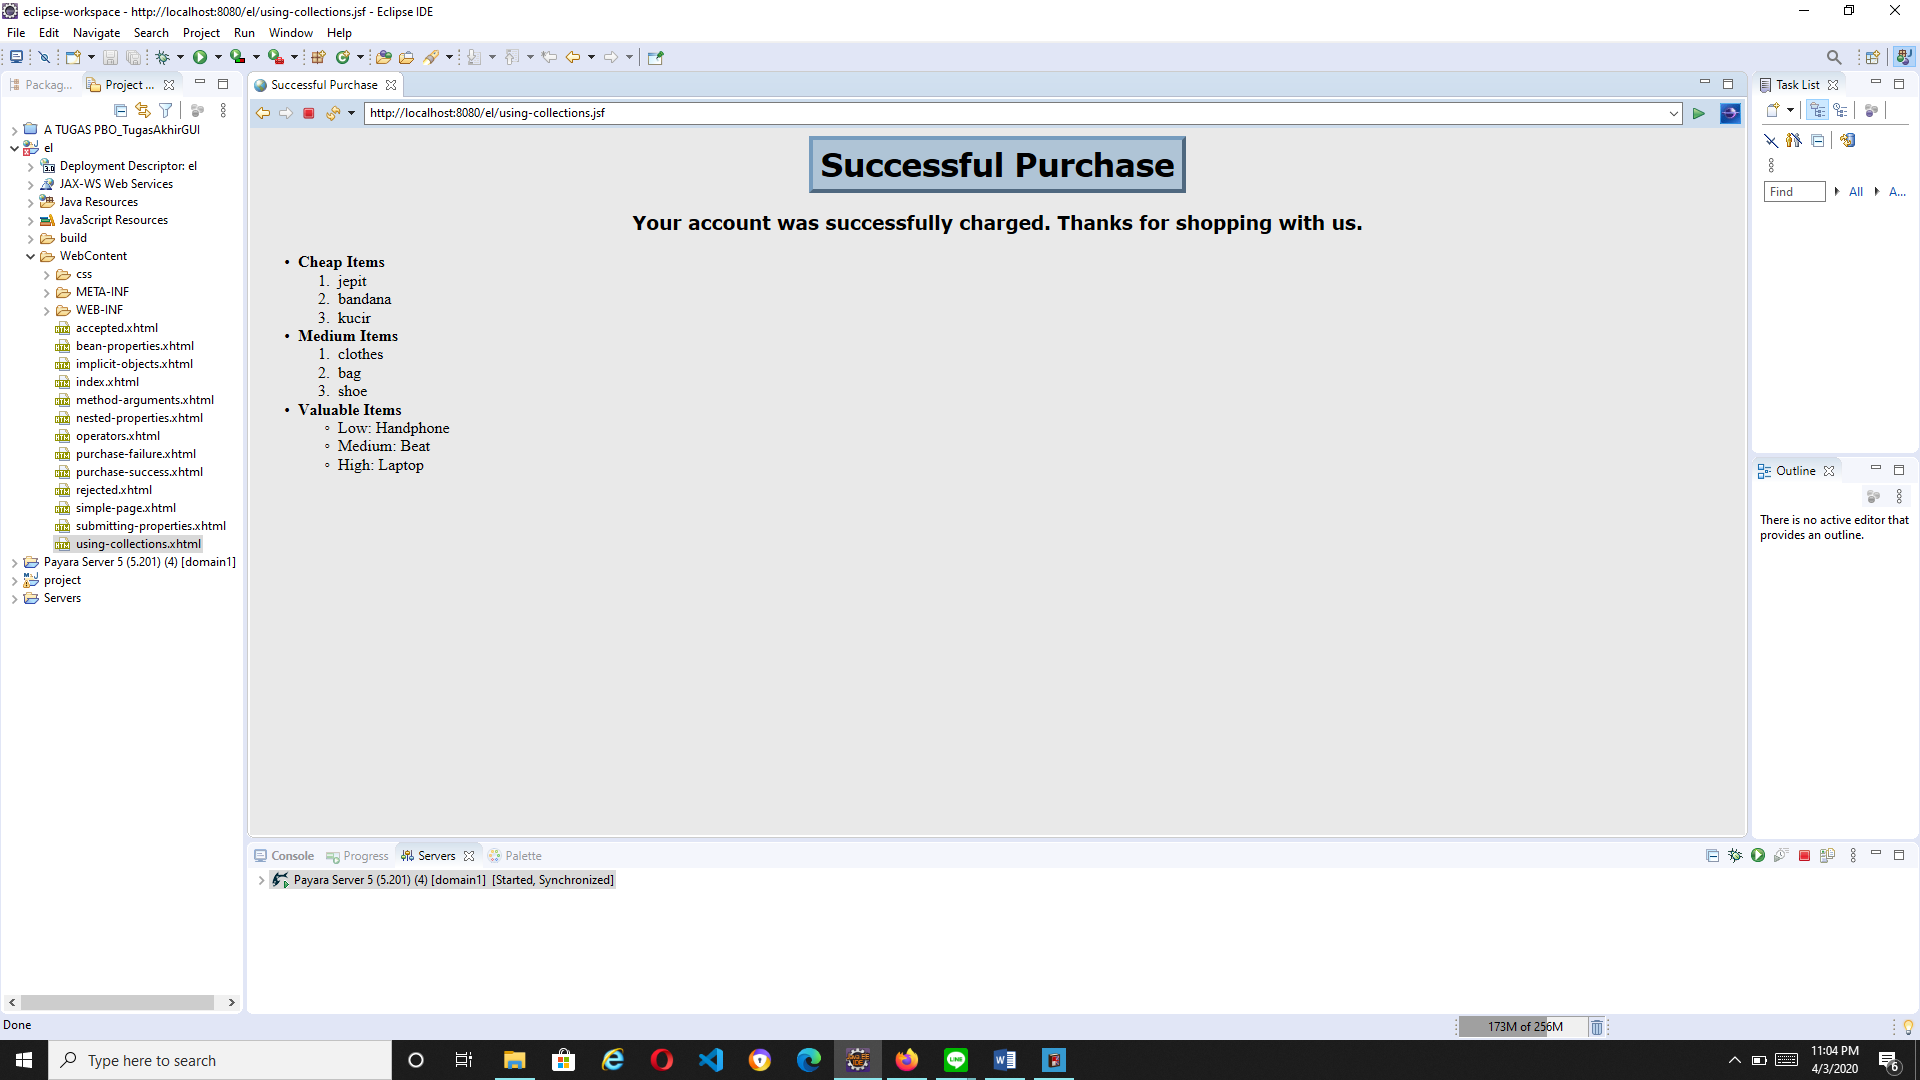 eclipse-workspace - http://localhost:8080/el/using-collections.jsf - Eclipse IDE
File Edit Navigate Search Project Run Window Help
Packag... Project ...
A TUGAS PBO_TugasAkhirGUI
el
Deployment Descriptor: el
JAX-WS Web Services
Java Resources
JavaScript Resources
build
WebContent
css
META-INF
WEB-INF
accepted.xhtml
bean-properties.xhtml
implicit-objects.xhtml
index.xhtml
method-arguments.xhtml
nested-properties.xhtml
operators.xhtml
purchase-failure.xhtml
purchase-success.xhtml
rejected.xhtml
simple-page.xhtml
submitting-properties.xhtml
using-collections.xhtml
Payara Server 5 (5.201) (4) [domain1]
project
Servers
Successful Purchase
http://localhost:8080/el/using-collections.jsf
Successful Purchase
Your account was successfully charged. Thanks for shopping with us.
• Cheap Items
1. jepit
2. bandana
3. kucir
• Medium Items
1. clothes
2. bag
3. shoe
• Valuable Items
◦ Low: Handphone
◦ Medium: Beat
◦ High: Laptop
Task List
Find All A...
Outline
There is no active editor that
provides an outline.
Console Progress Servers Palette
Payara Server 5 (5.201) (4) [domain1] [Started, Synchronized]
Done
173M of 256M
Type here to search
11:04 PM
4/3/2020
6